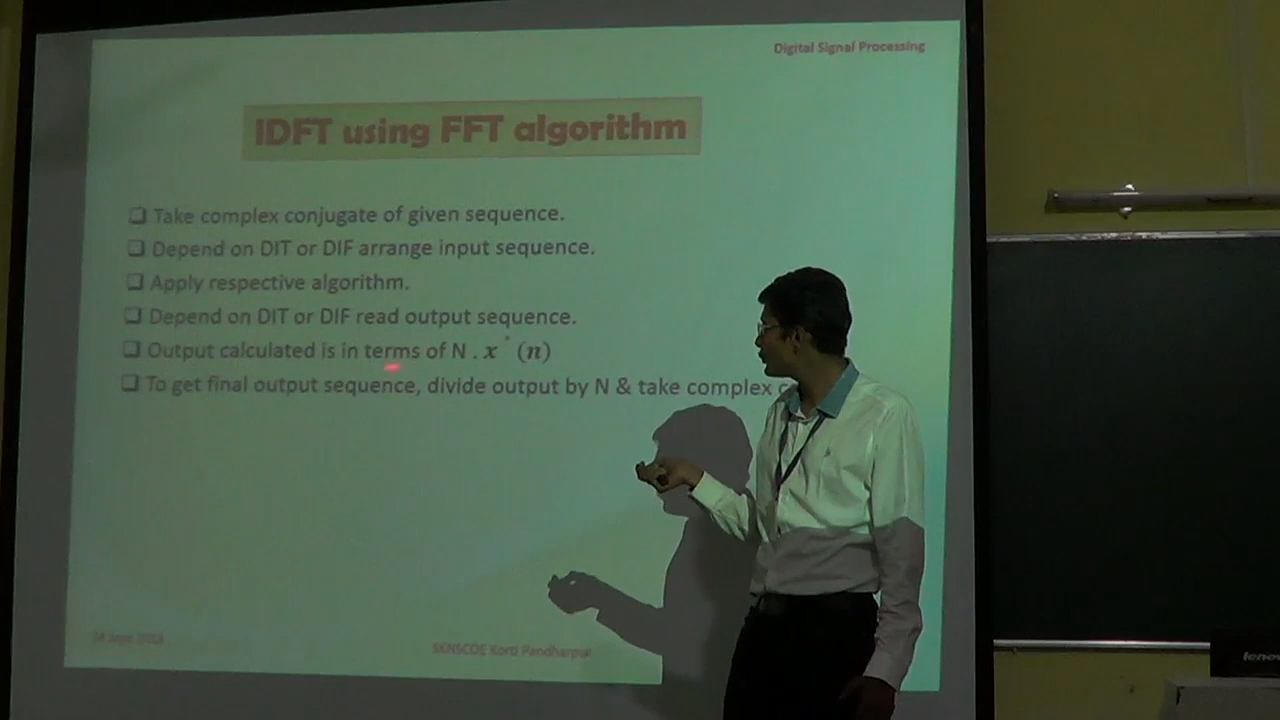 Digital Signal Processing
IDFT using FFT algorithm
❑ Take complex conjugate of given sequence.
❑ Depend on DIT or DIF arrange input sequence.
❑ Apply respective algorithm.
❑ Depend on DIT or DIF read output sequence.
❑ Output calculated is in terms of N . x * (n)
❑ To get final output sequence, divide output by N & take complex c
SKNSCOE Korti Pandharpur
lenov